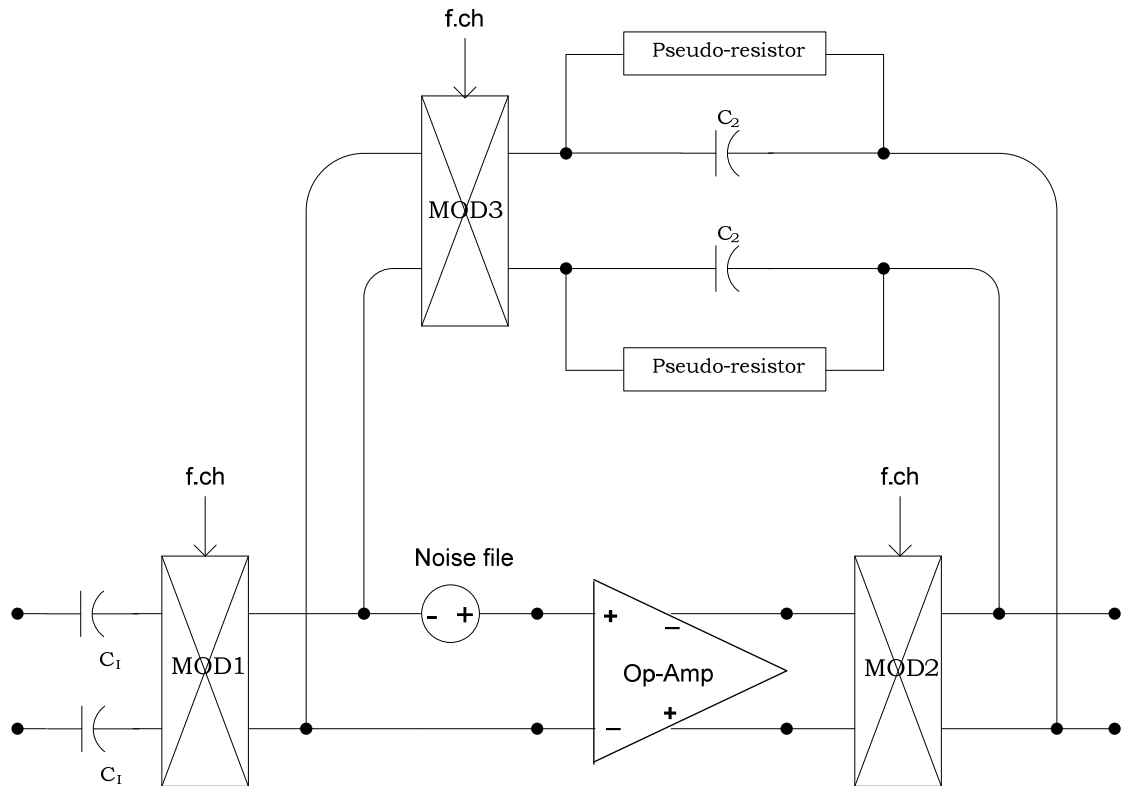 f.ch
Pseudo-resistor
C₂
MOD3
C₂
Pseudo-resistor
f.ch
f.ch
Noise file
- +
+ −
C₁
MOD1
Op-Amp
MOD2
+
−
C₁